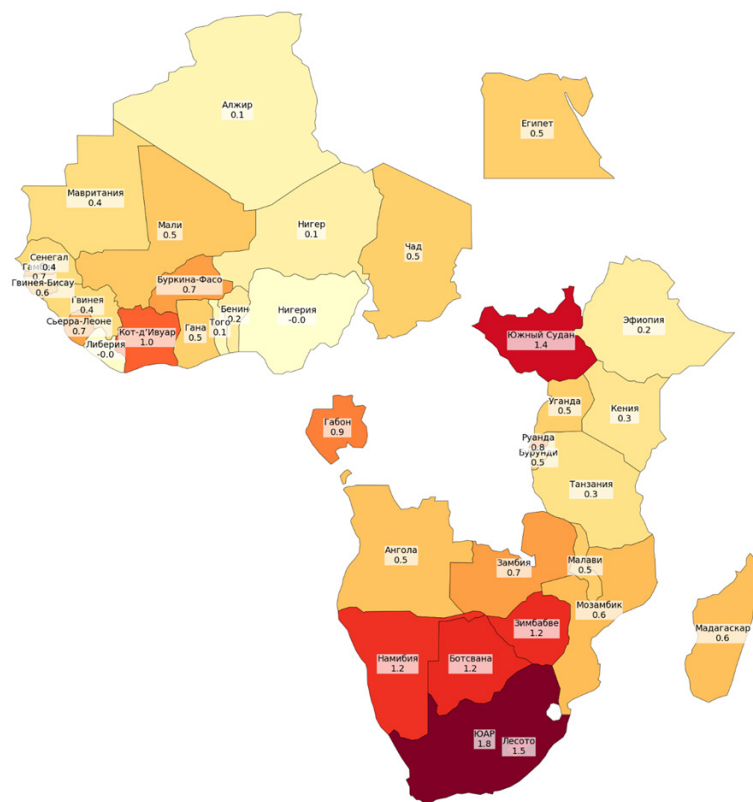 Алжир
0.1
Египет
0.5
Мавритания
0.4
Мали
0.5
Нигер
0.1
Чад
0.5
Сенегал
0.4
0.7
Гвинея-Бисау
0.6
Буркина-Фасо
0.7
Гвинея
0.4
Сьерра-Леоне
0.7
Кот-д'Ивуар
1.0
Либерия
-0.0
Гана
0.5
Того
0.1
Бенин
0.2
Нигерия
-0.0
Южный Судан
1.4
Эфиопия
0.2
Уганда
0.5
Кения
0.3
Габон
0.9
Руанда
0.8
Бурунди
0.5
Танзания
0.3
Ангола
0.5
Замбия
0.7
Малави
0.5
Мозамбик
0.6
Мадагаскар
0.6
Зимбабве
1.2
Намибия
1.2
Ботсвана
1.2
ЮАР
1.8
Лесото
1.5